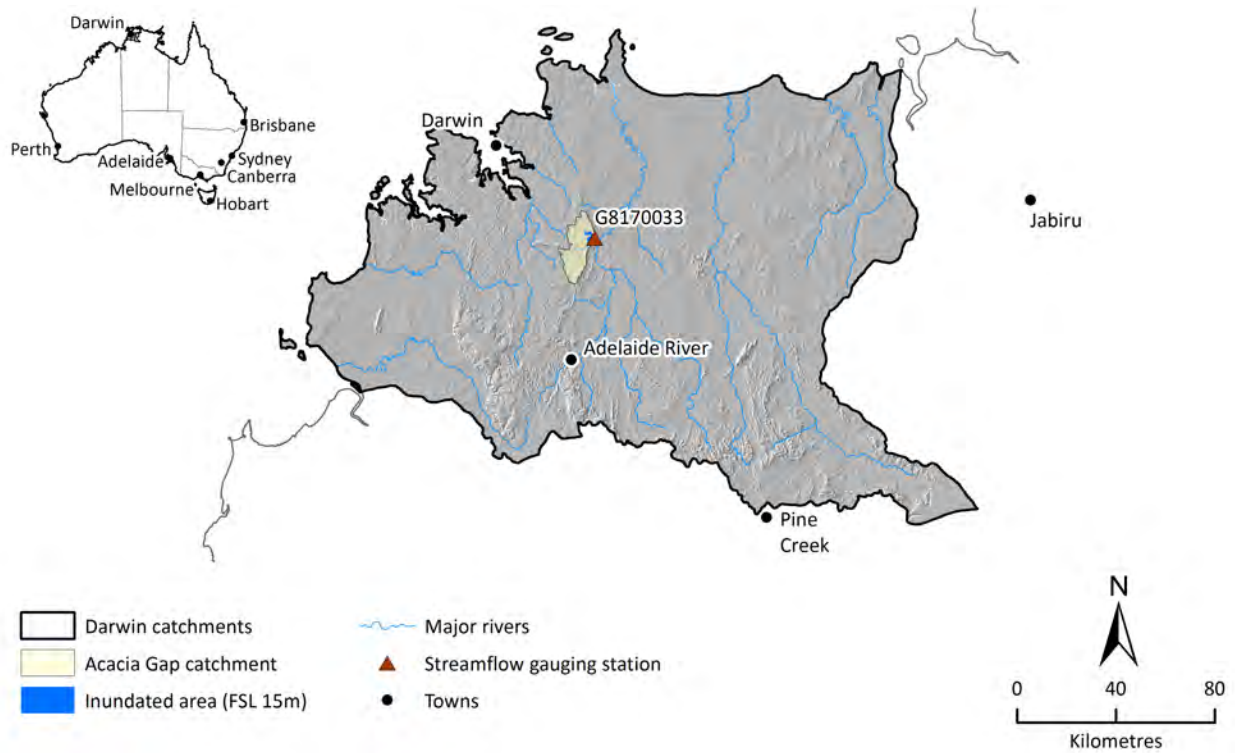 Darwin
Brisbane
Perth
Adelaide
Sydney
Canberra
Melbourne
Hobart
Darwin
G8170033
Jabiru
Adelaide River
Pine
Creek
Darwin catchments
Acacia Gap catchment
Inundated area (FSL 15m)
Major rivers
Streamflow gauging station
Towns
N
0 40 80
Kilometres